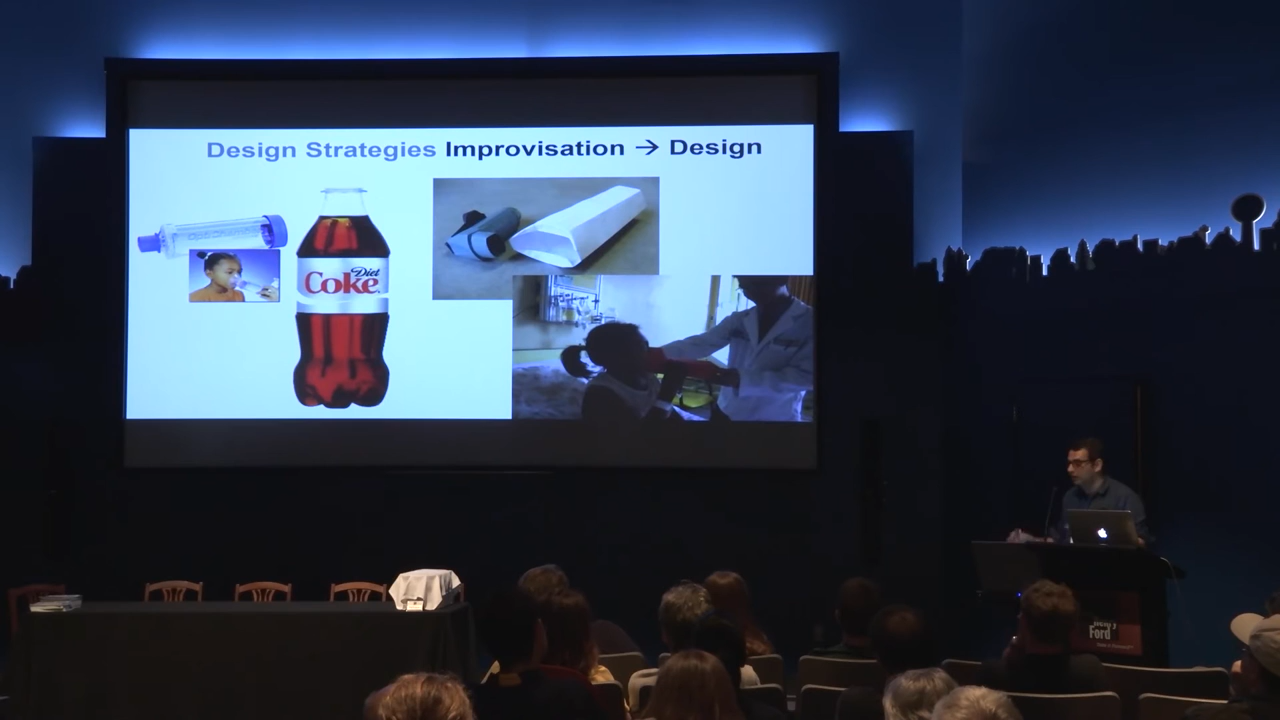 Design Strategies Improvisation → Design
Diet
Coke
Ford